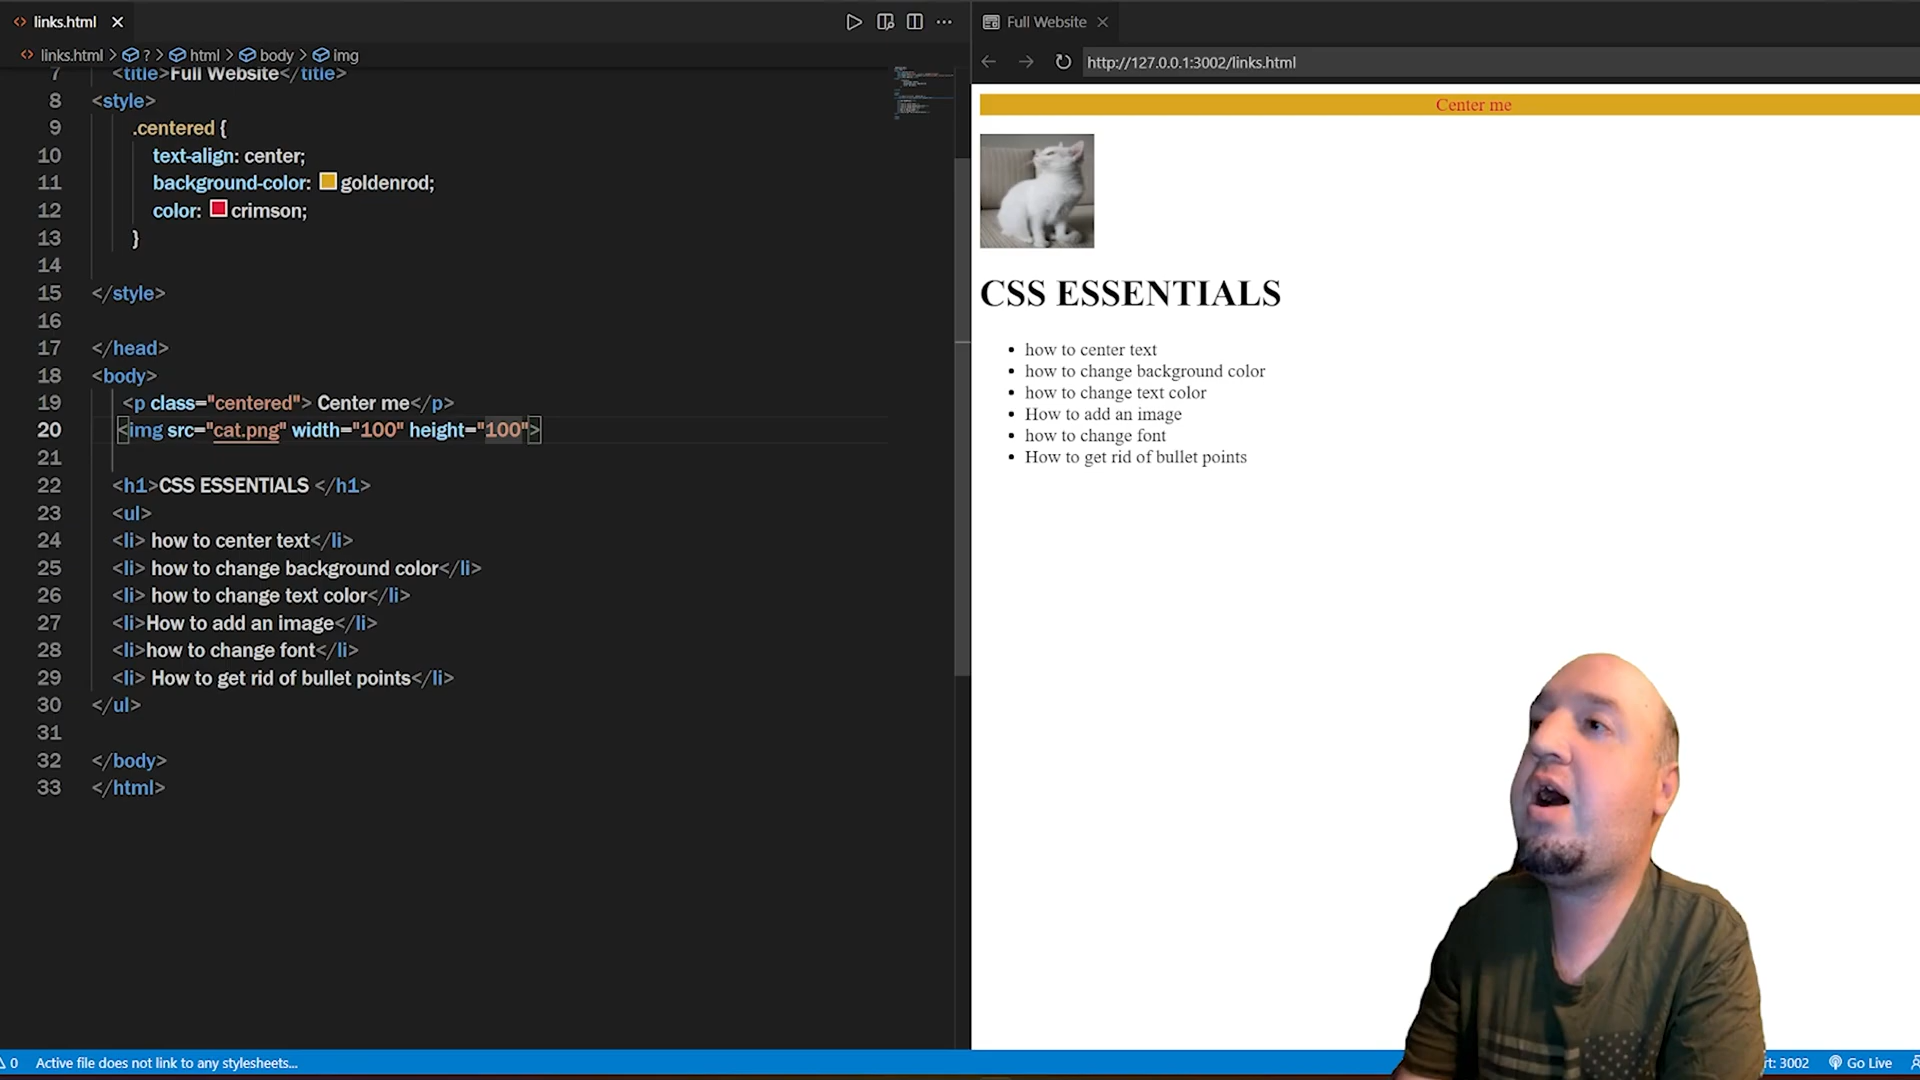 links.html
links.html > ? > html > body > img
7 <title>Full Website</title>
8 <style>
9 .centered {
10 text-align: center;
11 background-color: goldenrod;
12 color: crimson;
13 }
14
15 </style>
16
17 </head>
18 <body>
19 <p class="centered"> Center me</p>
20 <img src="cat.png" width="100" height="100">
21
22 <h1>CSS ESSENTIALS </h1>
23 <ul>
24 <li> how to center text</li>
25 <li> how to change background color</li>
26 <li> how to change text color</li>
27 <li>How to add an image</li>
28 <li>how to change font</li>
29 <li> How to get rid of bullet points</li>
30 </ul>
31
32 </body>
33 </html>
Full Website
http://127.0.0.1:3002/links.html
Center me
CSS ESSENTIALS
• how to center text
• how to change background color
• how to change text color
• How to add an image
• how to change font
• How to get rid of bullet points
0 Active file does not link to any stylesheets...
rt: 3002 Go Live